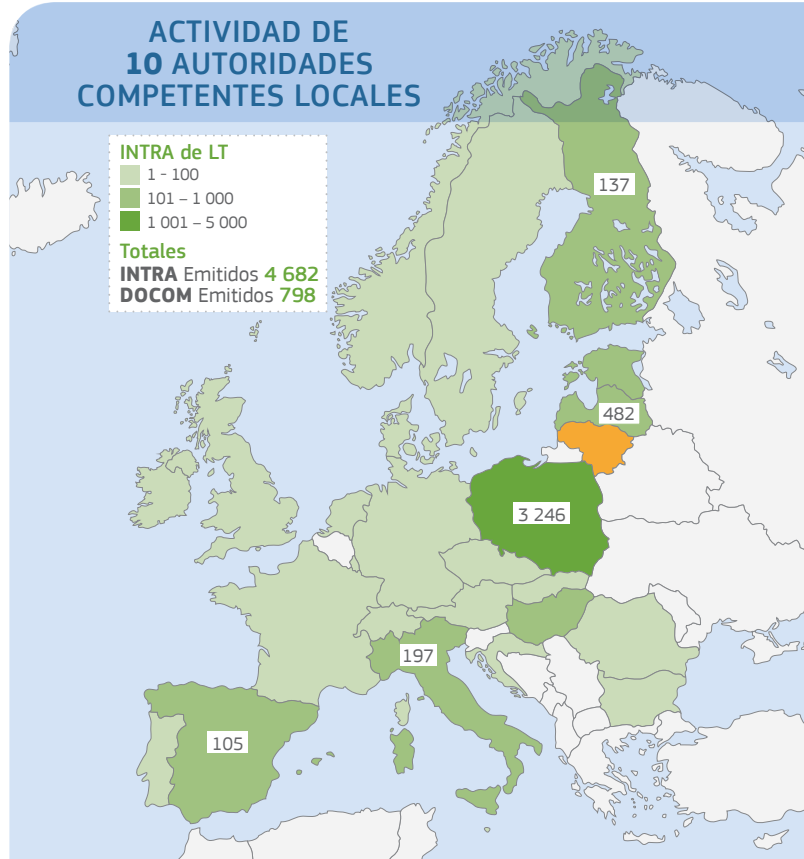 ACTIVIDAD DE
10 AUTORIDADES
COMPETENTES LOCALES
INTRA de LT
1 - 100
101 – 1 000
1 001 – 5 000
Totales
INTRA Emitidos 4 682
DOCOM Emitidos 798
137
482
3 246
197
105